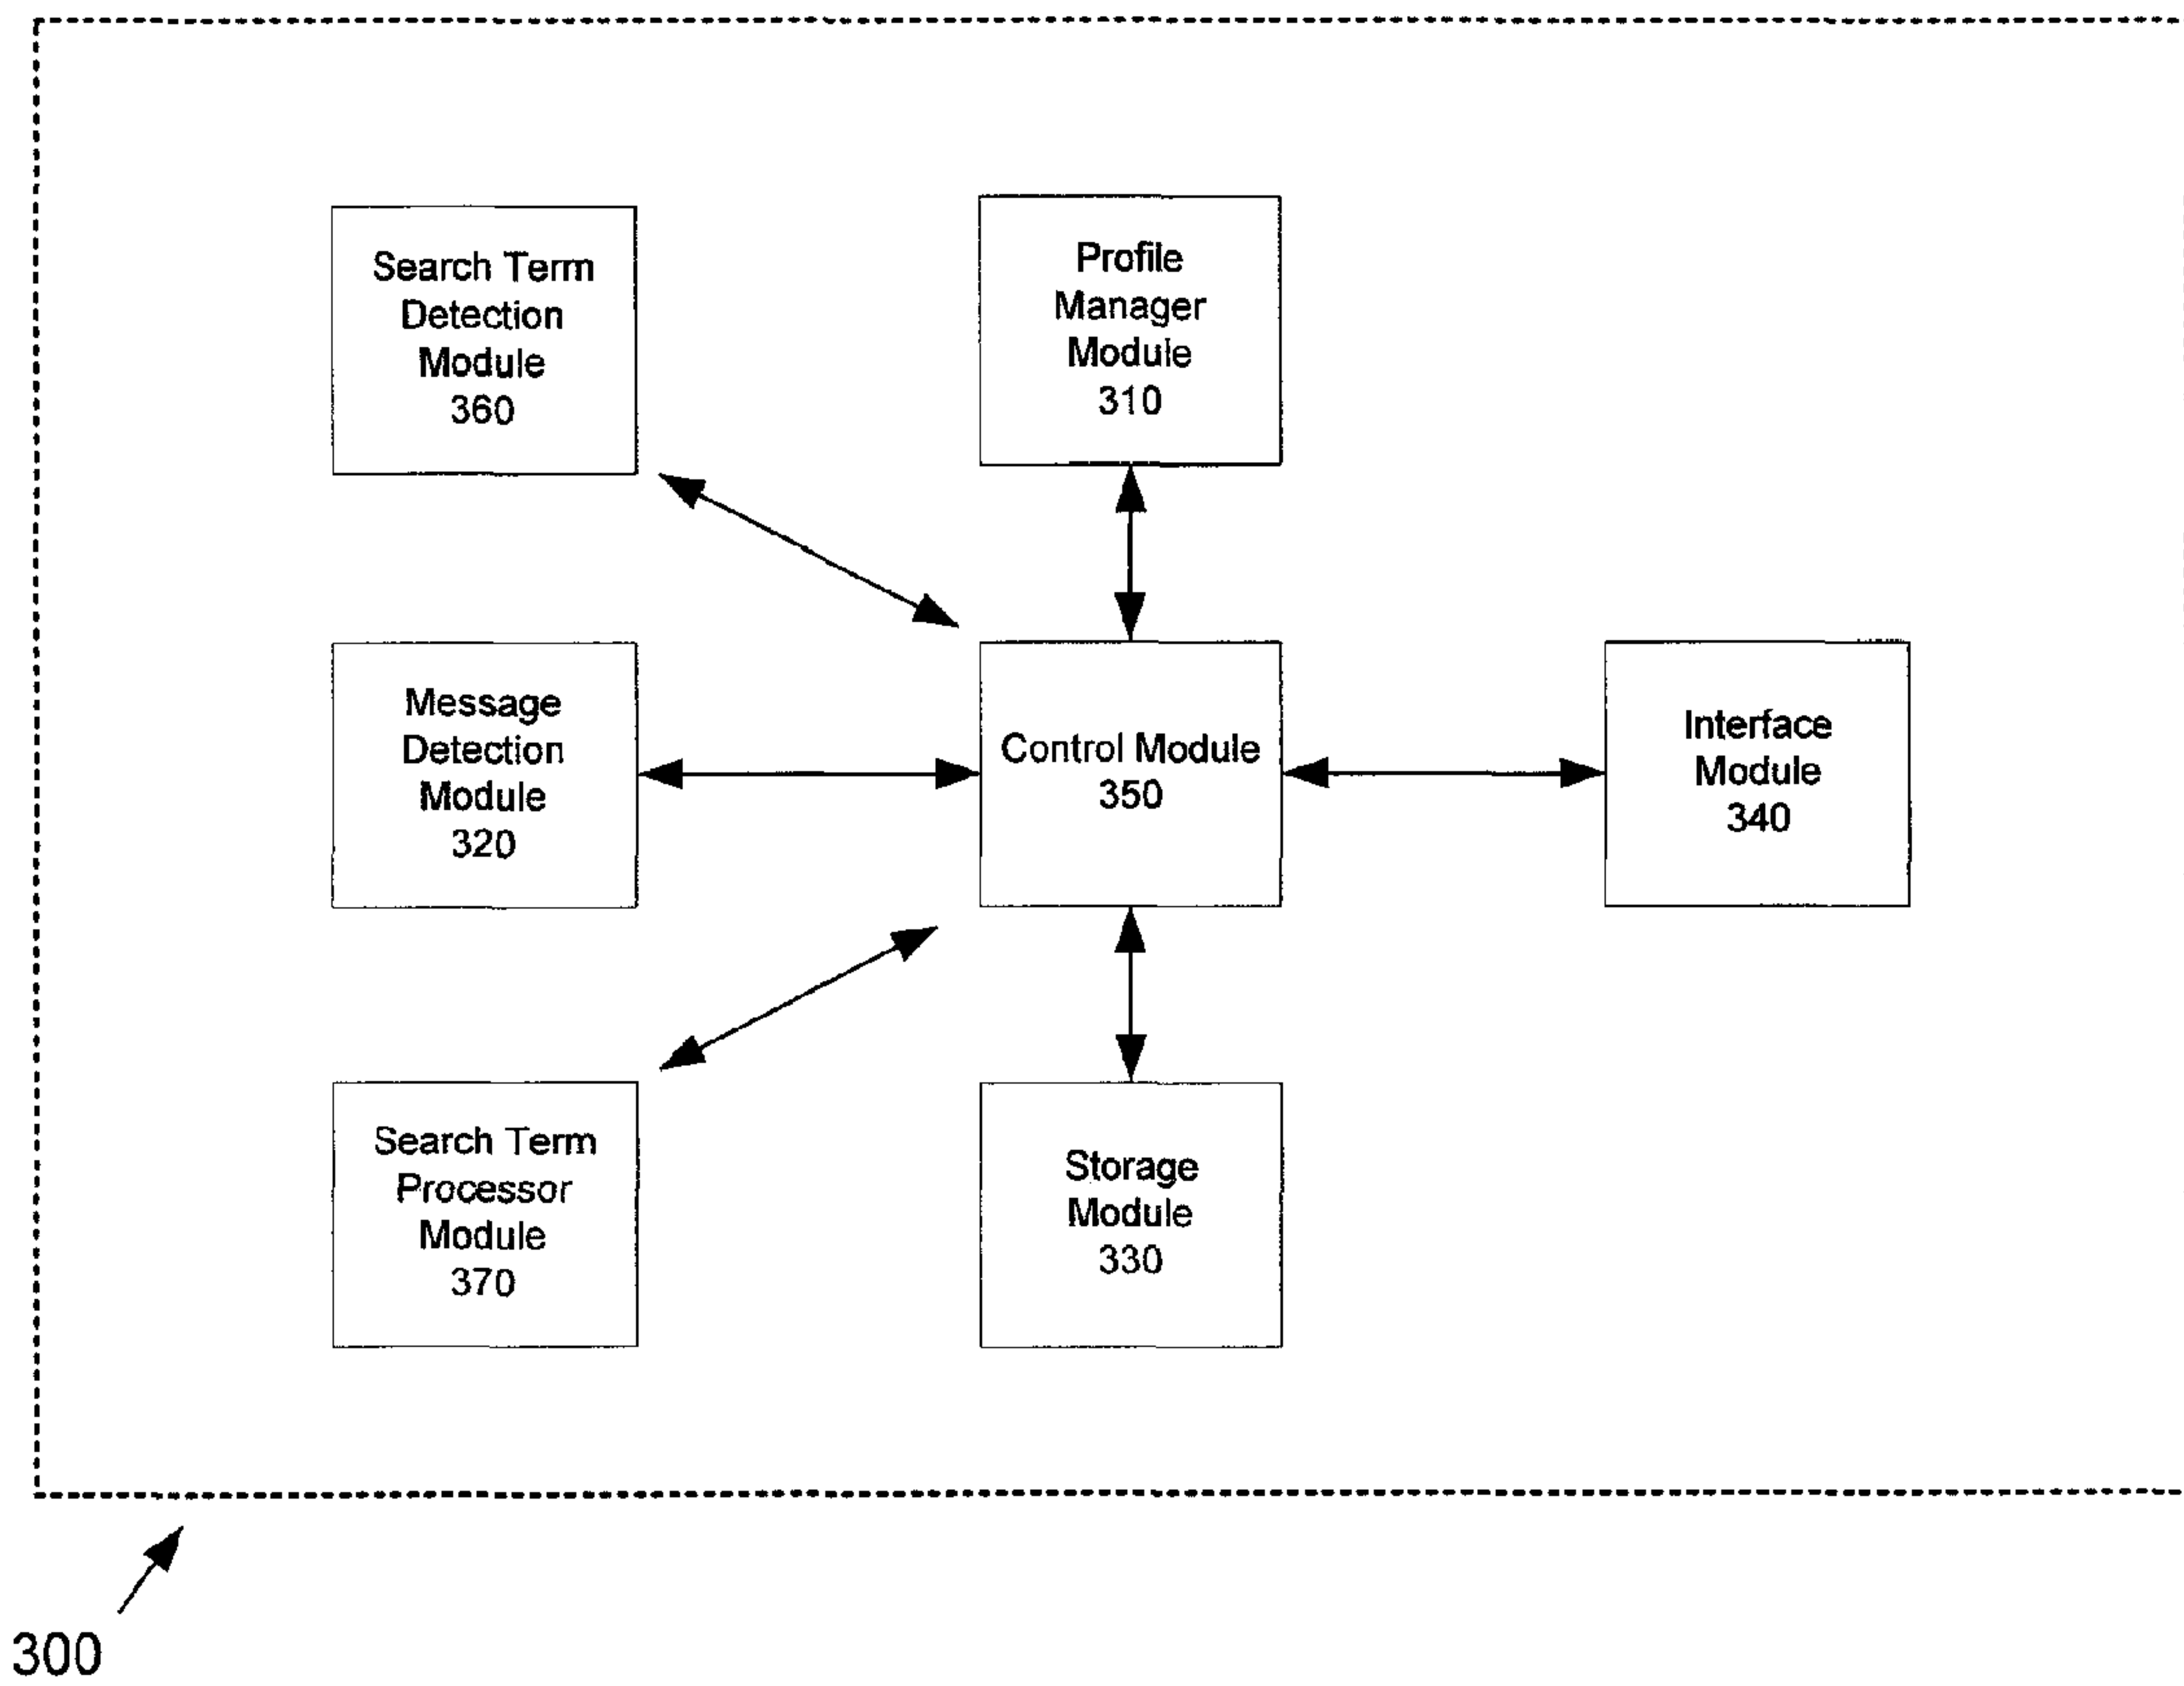 Search Term
Detection
Module
360
Profile
Manager
Module
310
Message
Detection
Module
320
Control Module
350
Interface
Module
340
Search Term
Processor
Module
370
Storage
Module
330
300